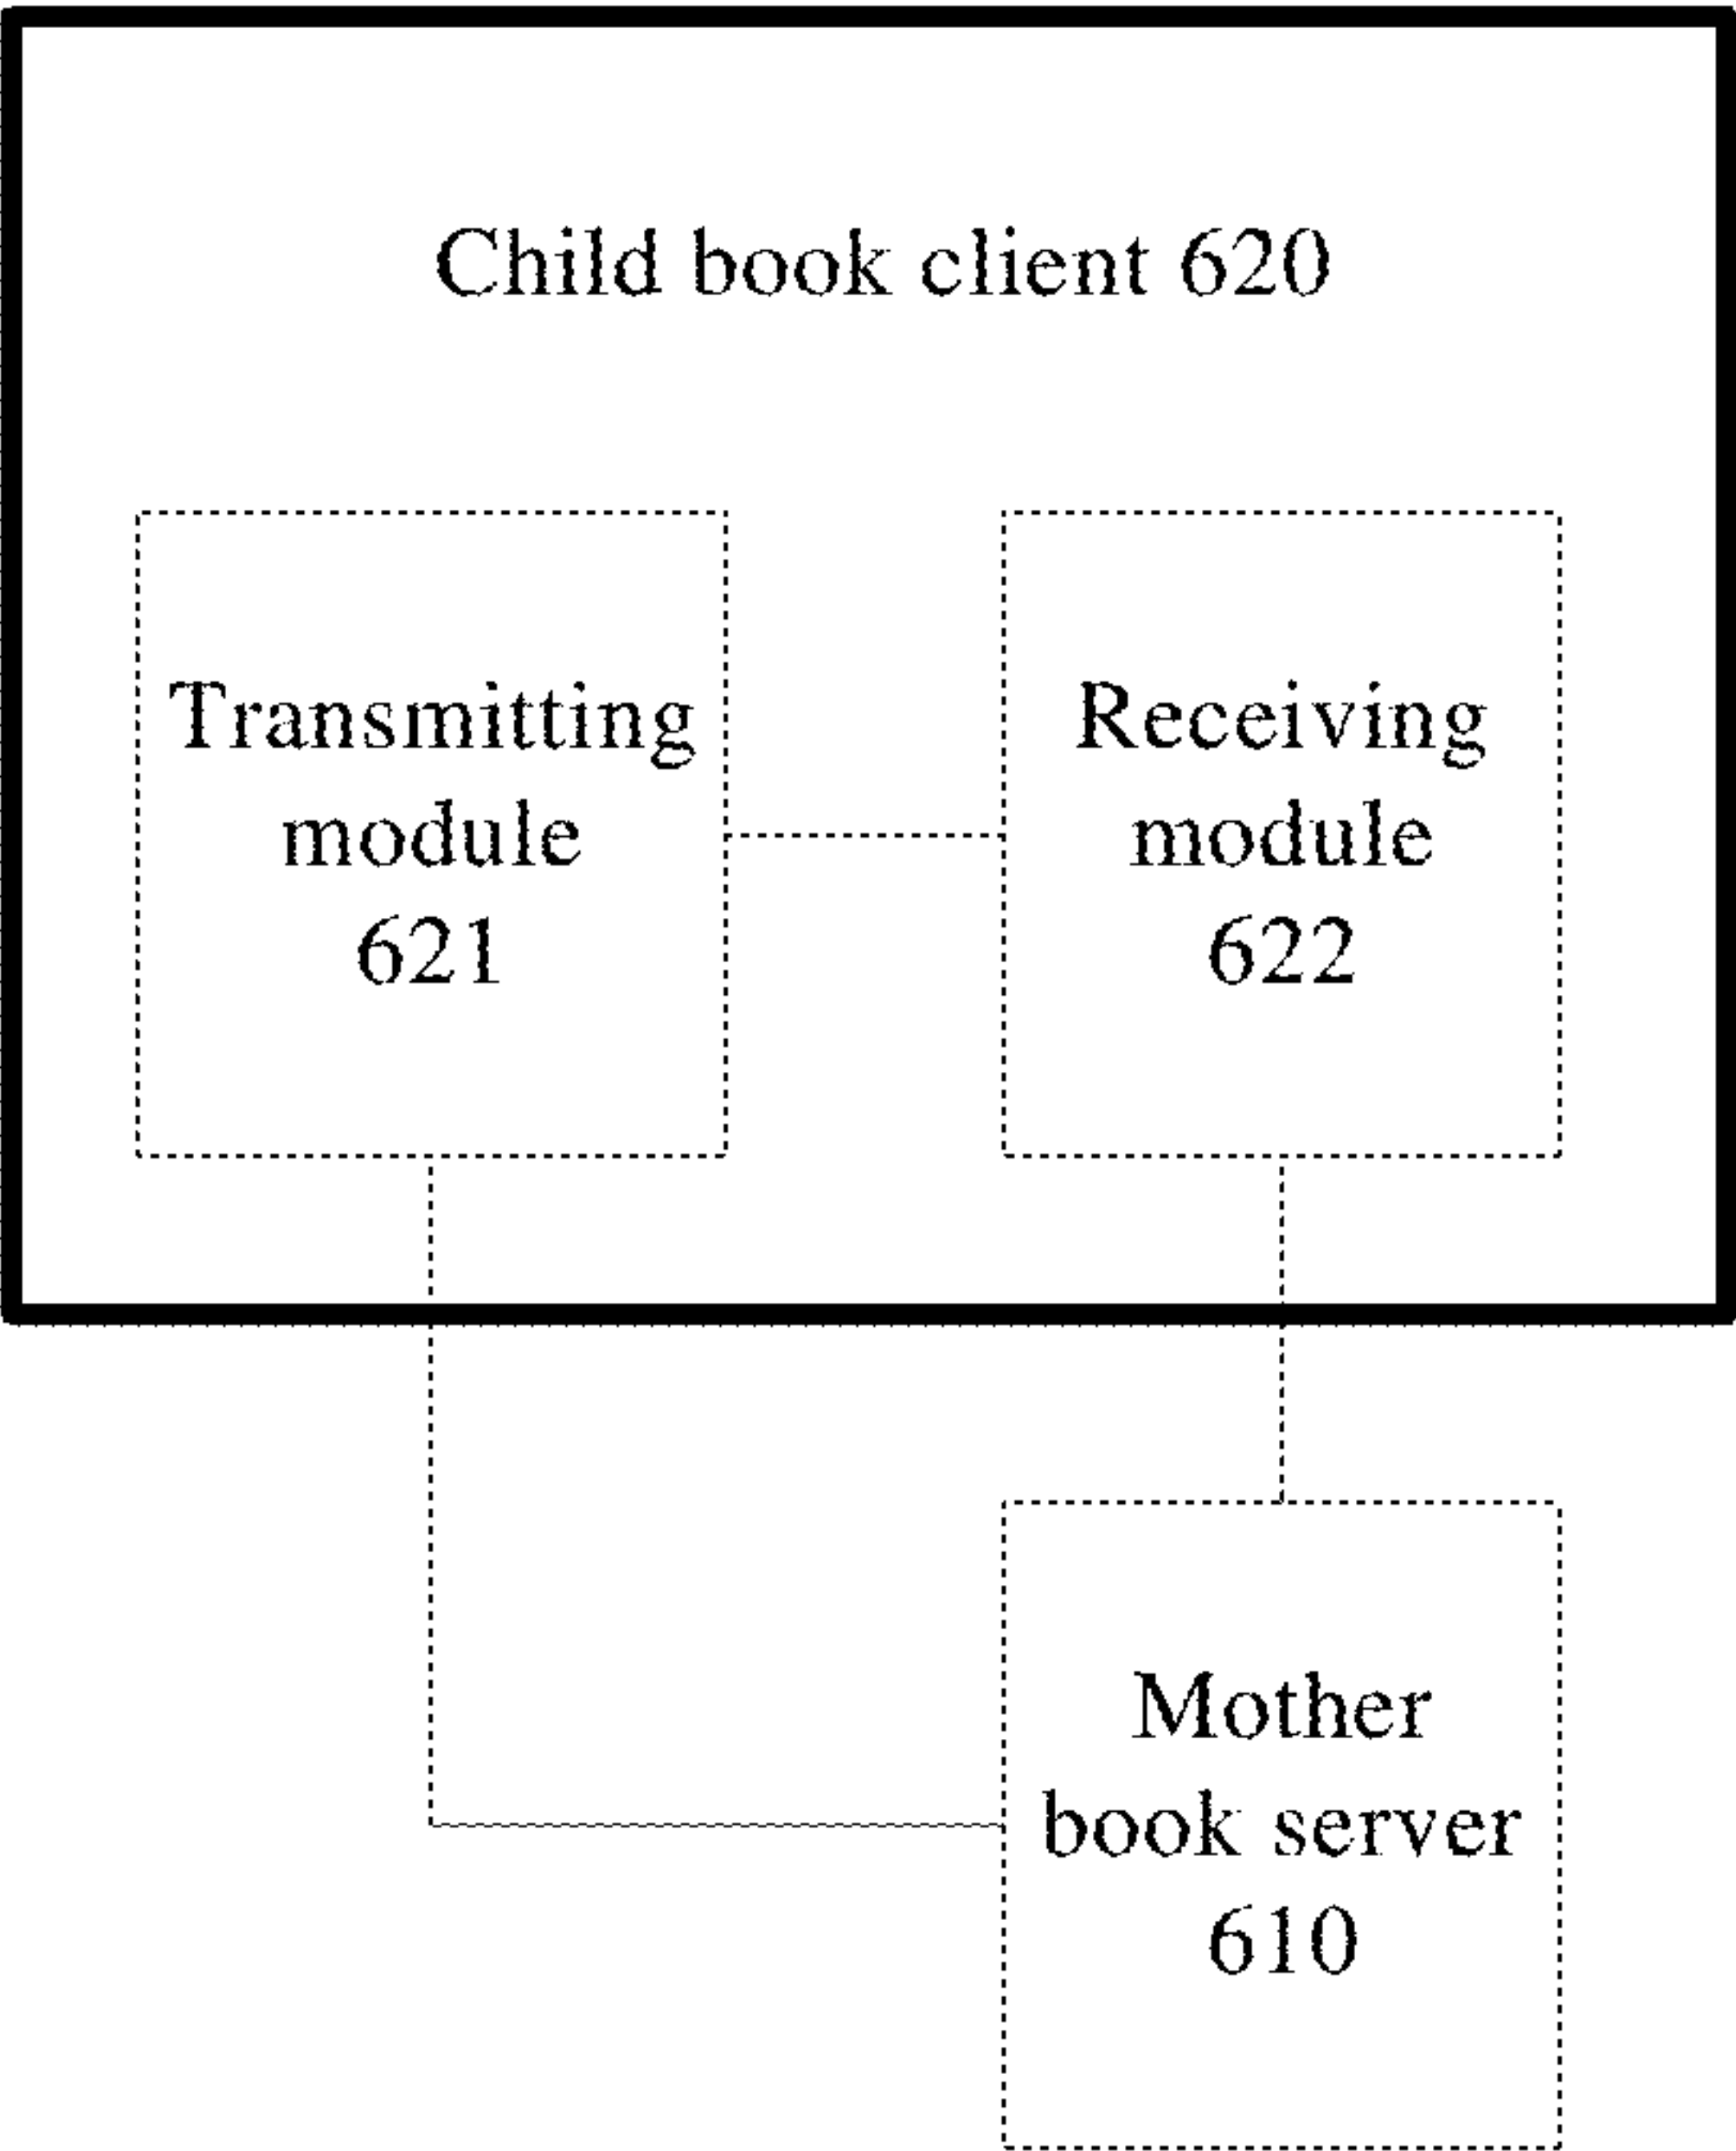 Child book client 620
Transmitting
module
621
Receiving
module
622
Mother
book server
610